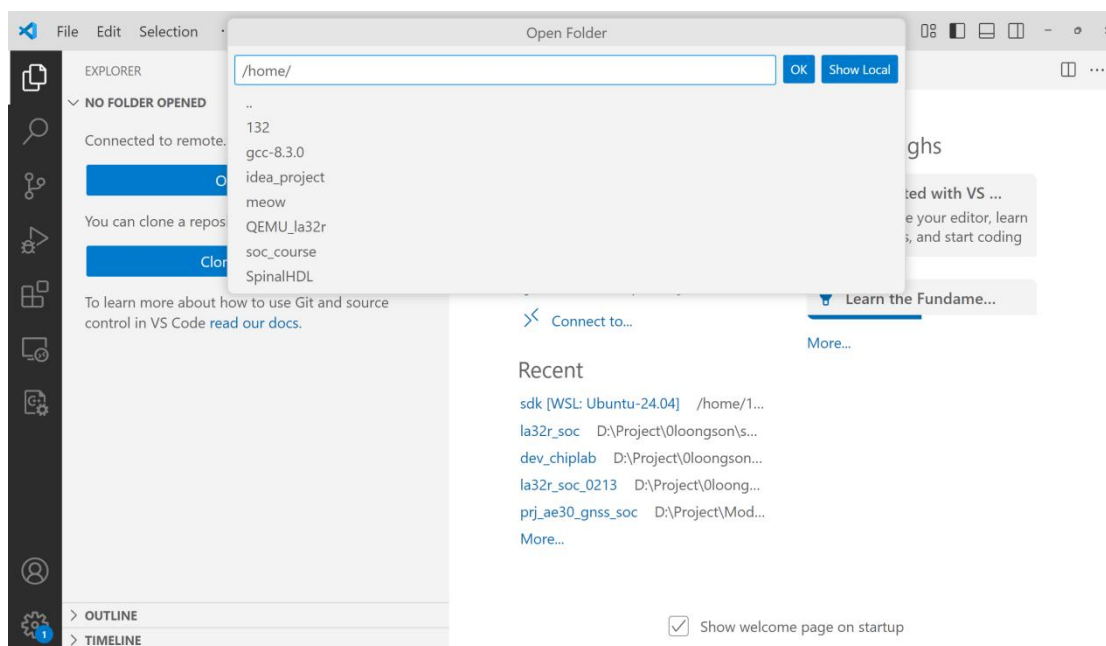 File Edit Selection ·
Open Folder
/home/
OK
Show Local
..
132
gcc-8.3.0
idea_project
meow
QEMU_la32r
soc_course
SpinalHDL
EXPLORER
NO FOLDER OPENED
Connected to remote.
O
You can clone a repos
Clor
To learn more about how to use Git and source
control in VS Code read our docs.
OUTLINE
TIMELINE
1
Connect to...
Recent
sdk [WSL: Ubuntu-24.04] /home/1...
la32r_soc D:\Project\0loongson\s...
dev_chiplab D:\Project\0loongson...
la32r_soc_0213 D:\Project\0loong...
prj_ae30_gnss_soc D:\Project\Mod...
More...
ghs
ted with VS ...
e your editor, learn
s, and start coding
Learn the Fundame...
More...
Show welcome page on startup